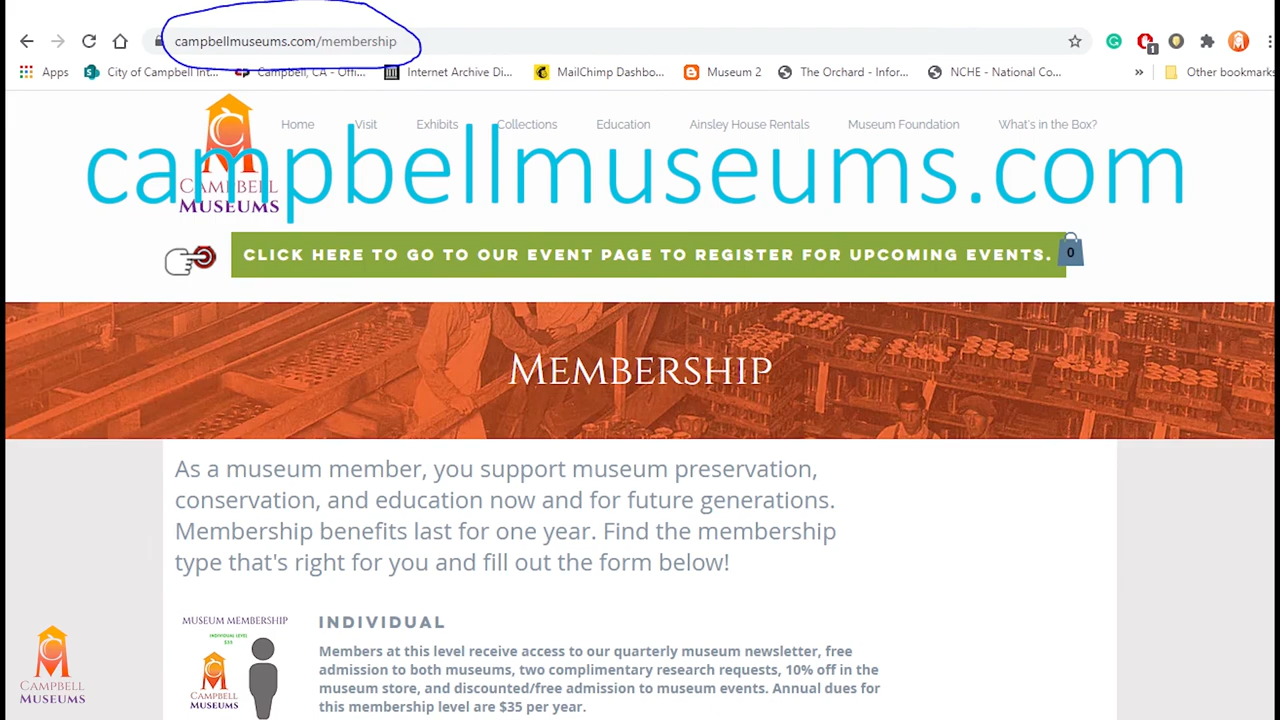 campbellmuseums.com/membership
1
Apps
City of Campbell Int...
Campbell, CA - Offi...
Internet Archive Di...
MailChimp Dashbo...
Museum 2
The Orchard - Infor...
NCHE - National Co...
»
Other bookmarks
Home
Visit
Exhibits
Collections
Education
Ainsley House Rentals
Museum Foundation
What's in the Box?
campbellmuseums.com
CAMPBELL
MUSEUMS
CLICK HERE TO GO TO OUR EVENT PAGE TO REGISTER FOR UPCOMING EVENTS.
0
MEMBERSHIP
As a museum member, you support museum preservation,
conservation, and education now and for future generations.
Membership benefits last for one year. Find the membership
type that's right for you and fill out the form below!
MUSEUM MEMBERSHIP
INDIVIDUAL LEVEL
$35
CAMPBELL
MUSEUMS
INDIVIDUAL
Members at this level receive access to our quarterly museum newsletter, free
admission to both museums, two complimentary research requests, 10% off in the
museum store, and discounted/free admission to museum events. Annual dues for
this membership level are $35 per year.
CAMPBELL
MUSEUMS